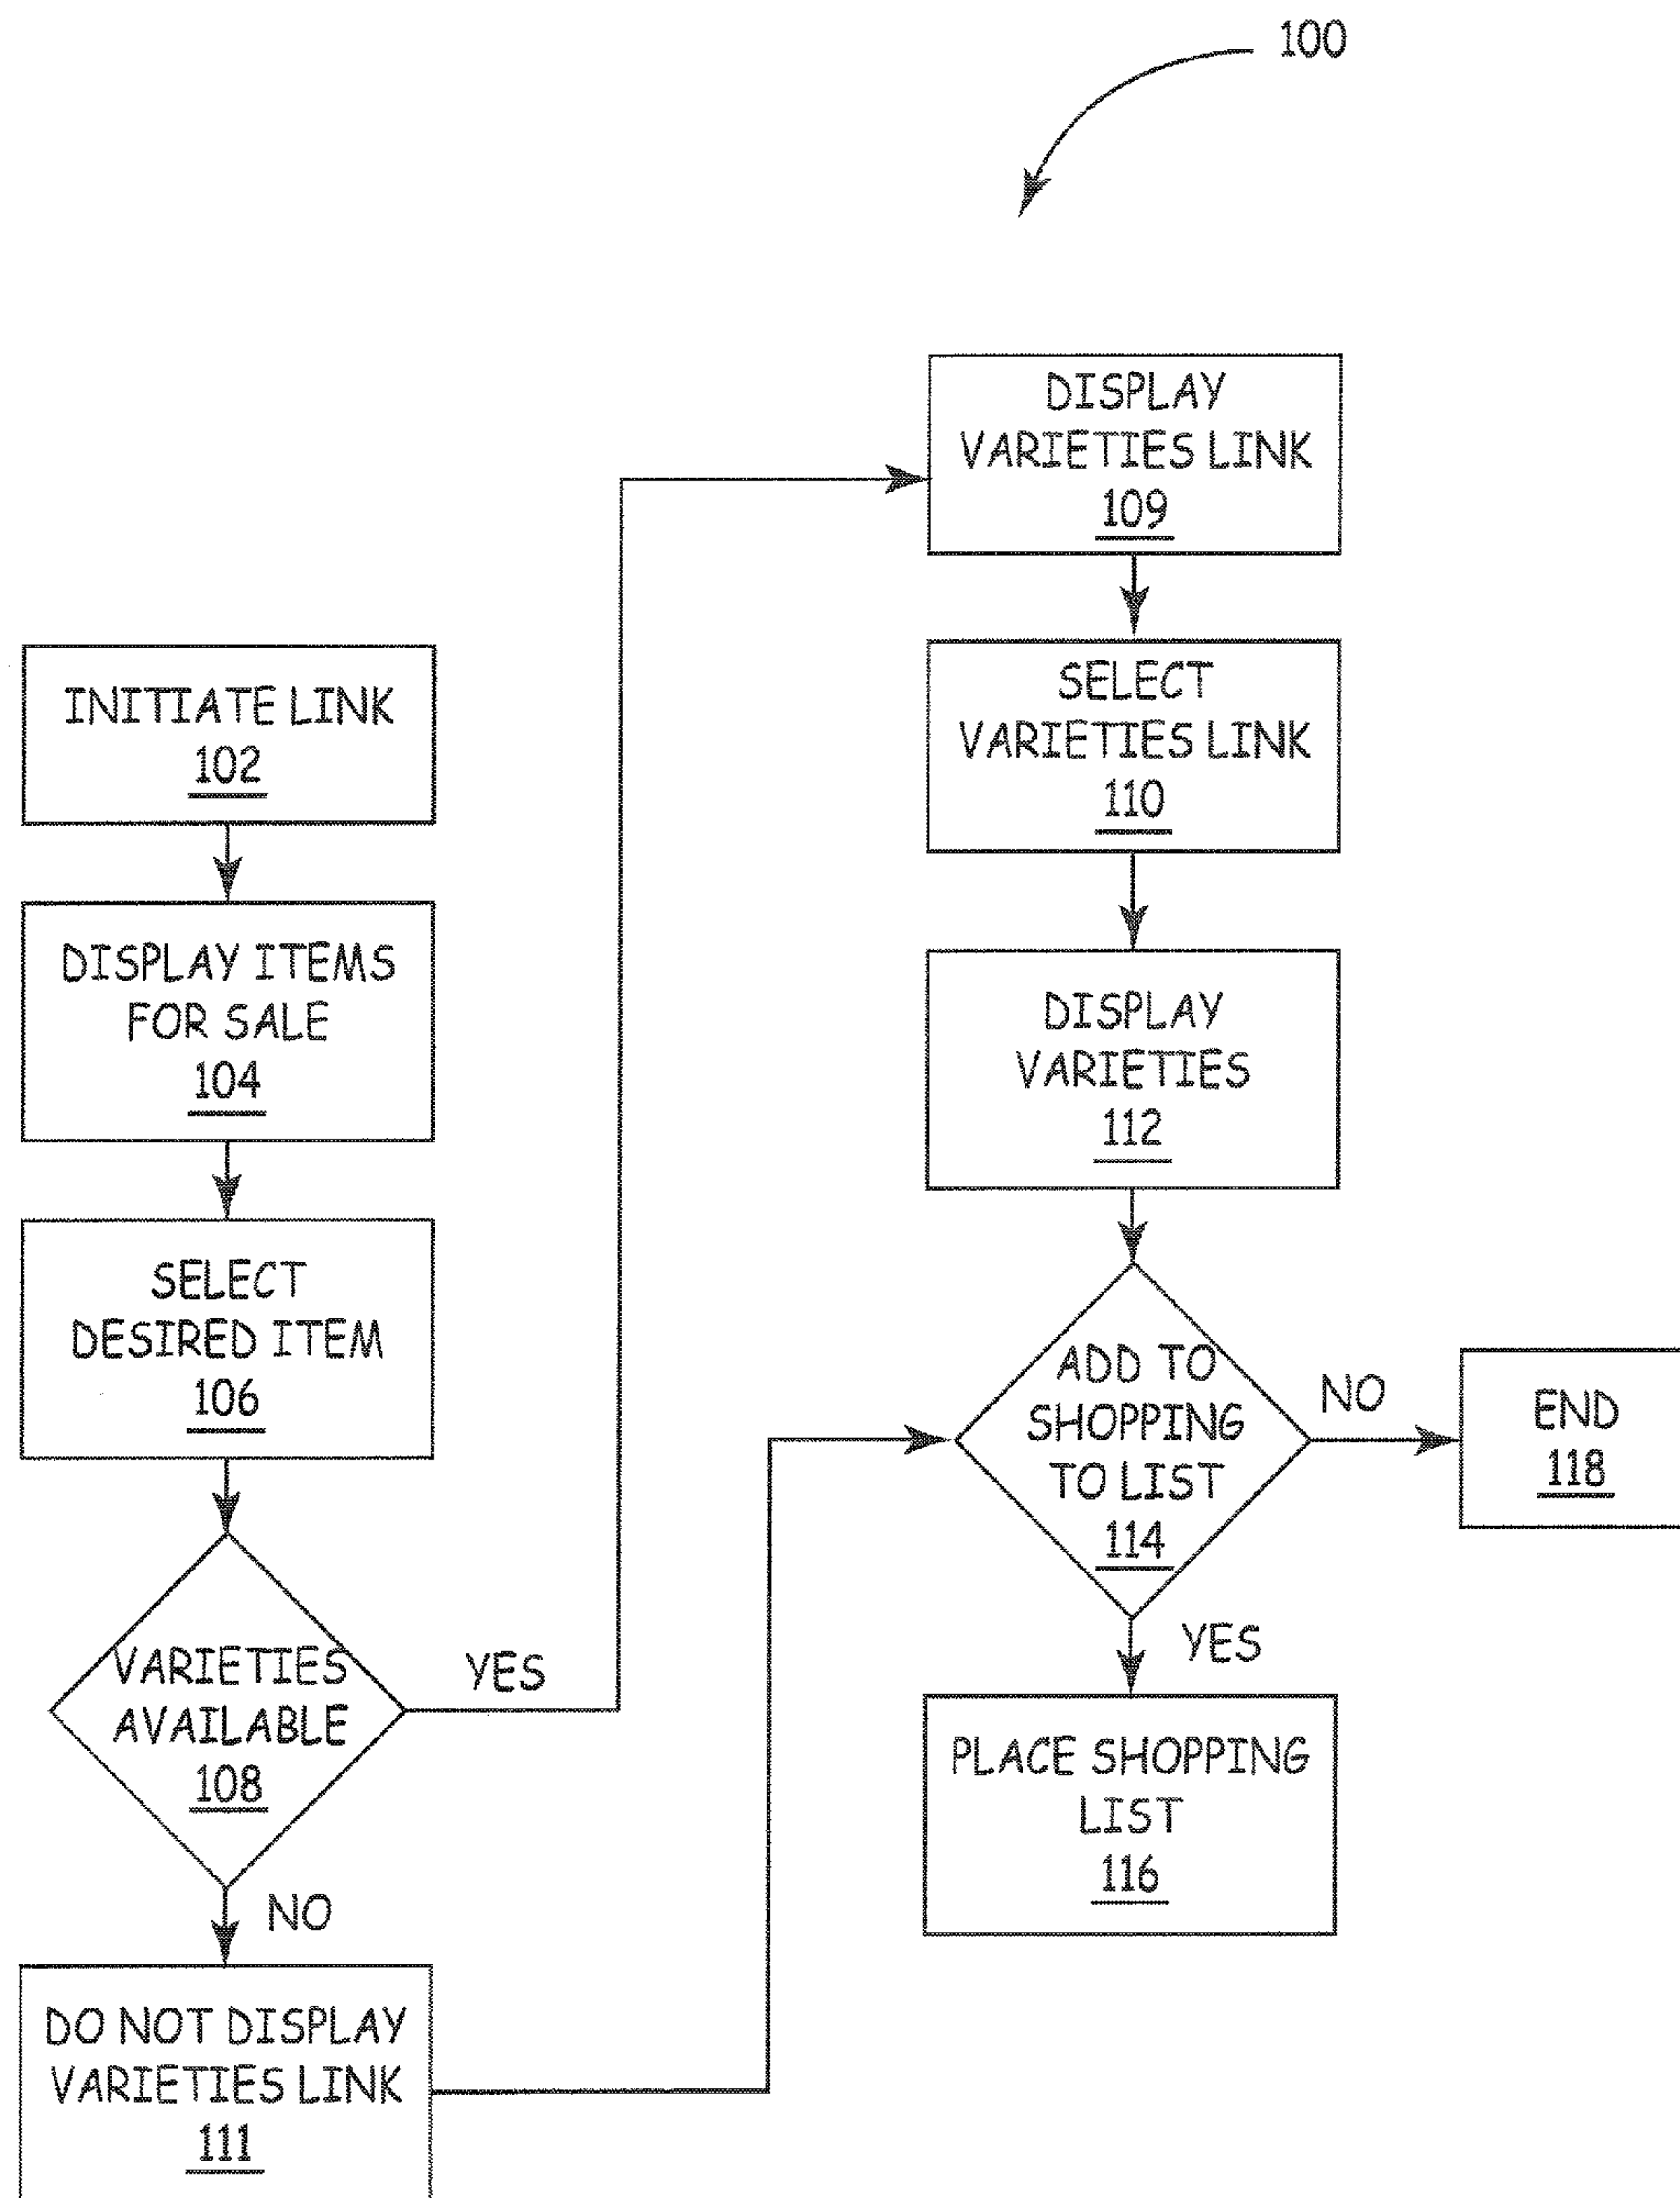 100
INITIATE LINK
102
DISPLAY ITEMS
FOR SALE
104
SELECT
DESIRED ITEM
106
VARIETIES
AVAILABLE
108
YES
NO
DO NOT DISPLAY
VARIETIES LINK
111
DISPLAY
VARIETIES LINK
109
SELECT
VARIETIES LINK
110
DISPLAY
VARIETIES
112
ADD TO
SHOPPING
TO LIST
114
NO
END
118
YES
PLACE SHOPPING
LIST
116